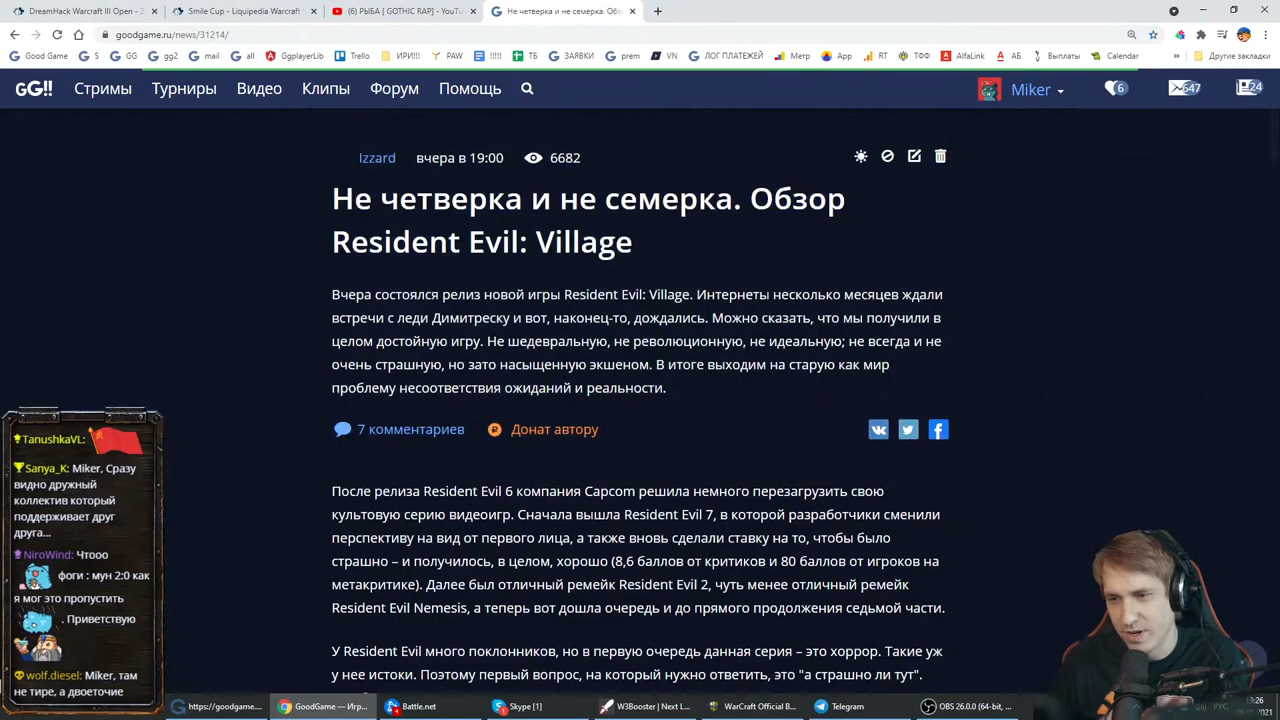 DreamHack Warcraft III Open - 2
Smile Cup - Liquipedia Warcraft
(6) РЫБА [ GOTHIC RAP] - YouTu
Не четверка и не семерка. Обз
goodgame.ru/news/31214/
Good Game
S
GG
gg2
mail
all
GgplayerLab
Trello
ИРИ!!!
PAW
!!!!!
ТБ
ЗАЯВКИ
prem
VN
ЛОГ ПЛАТЕЖЕЙ
Метр
App
RT
ТФФ
AlfaLink
АБ
Выплаты
Calendar
»
Другие закладки
GG!!
Стримы
Турниры
Видео
Клипы
Форум
Помощь
Miker
6
647
24
Izzard
вчера в 19:00
6682
Не четверка и не семерка. Обзор
Resident Evil: Village
Вчера состоялся релиз новой игры Resident Evil: Village. Интернеты несколько месяцев ждали
встречи с леди Димитреску и вот, наконец-то, дождались. Можно сказать, что мы получили в
целом достойную игру. Не шедевральную, не революционную, не идеальную; не всегда и не
очень страшную, но зато насыщенную экшеном. В итоге выходим на старую как мир
проблему несоответствия ожиданий и реальности.
7 комментариев
Донат автору
После релиза Resident Evil 6 компания Capcom решила немного перезагрузить свою
культовую серию видеоигр. Сначала вышла Resident Evil 7, в которой разработчики сменили
перспективу на вид от первого лица, а также вновь сделали ставку на то, чтобы было
страшно – и получилось, в целом, хорошо (8,6 баллов от критиков и 80 баллов от игроков на
метакритике). Далее был отличный ремейк Resident Evil 2, чуть менее отличный ремейк
Resident Evil Nemesis, а теперь вот дошла очередь и до прямого продолжения седьмой части.
У Resident Evil много поклонников, но в первую очередь данная серия – это хоррор. Такие уж
у нее истоки. Поэтому первый вопрос, на который нужно ответить, это "а страшно ли тут".
TanushkaVL:
Sanya_K: Miker, Сразу
видно дружный
коллектив который
поддерживает друг
друга...
NiroWind: Чтооо
фоги : мун 2:0 как
я мог это пропустить
. Приветствую
wolf.diesel: Miker, там
не тире, а двоеточие
https://goodgame....
GoodGame — Игр...
Battle.net
Skype [1]
W3Booster | Next L...
WarCraft Official B...
Telegram
OBS 26.0.0 (64-bit, ...
РУС
13:26
09.05.2021